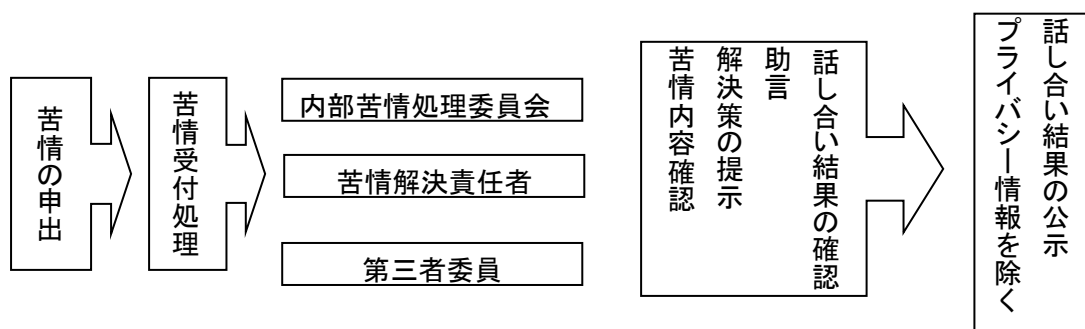 苦情の申出
苦情受付処理
内部苦情処理委員会
苦情解決責任者
第三者委員
話し合い結果の確認
助言
解決策の提示
苦情内容確認
話し合い結果の公示
プライバシー情報を除く